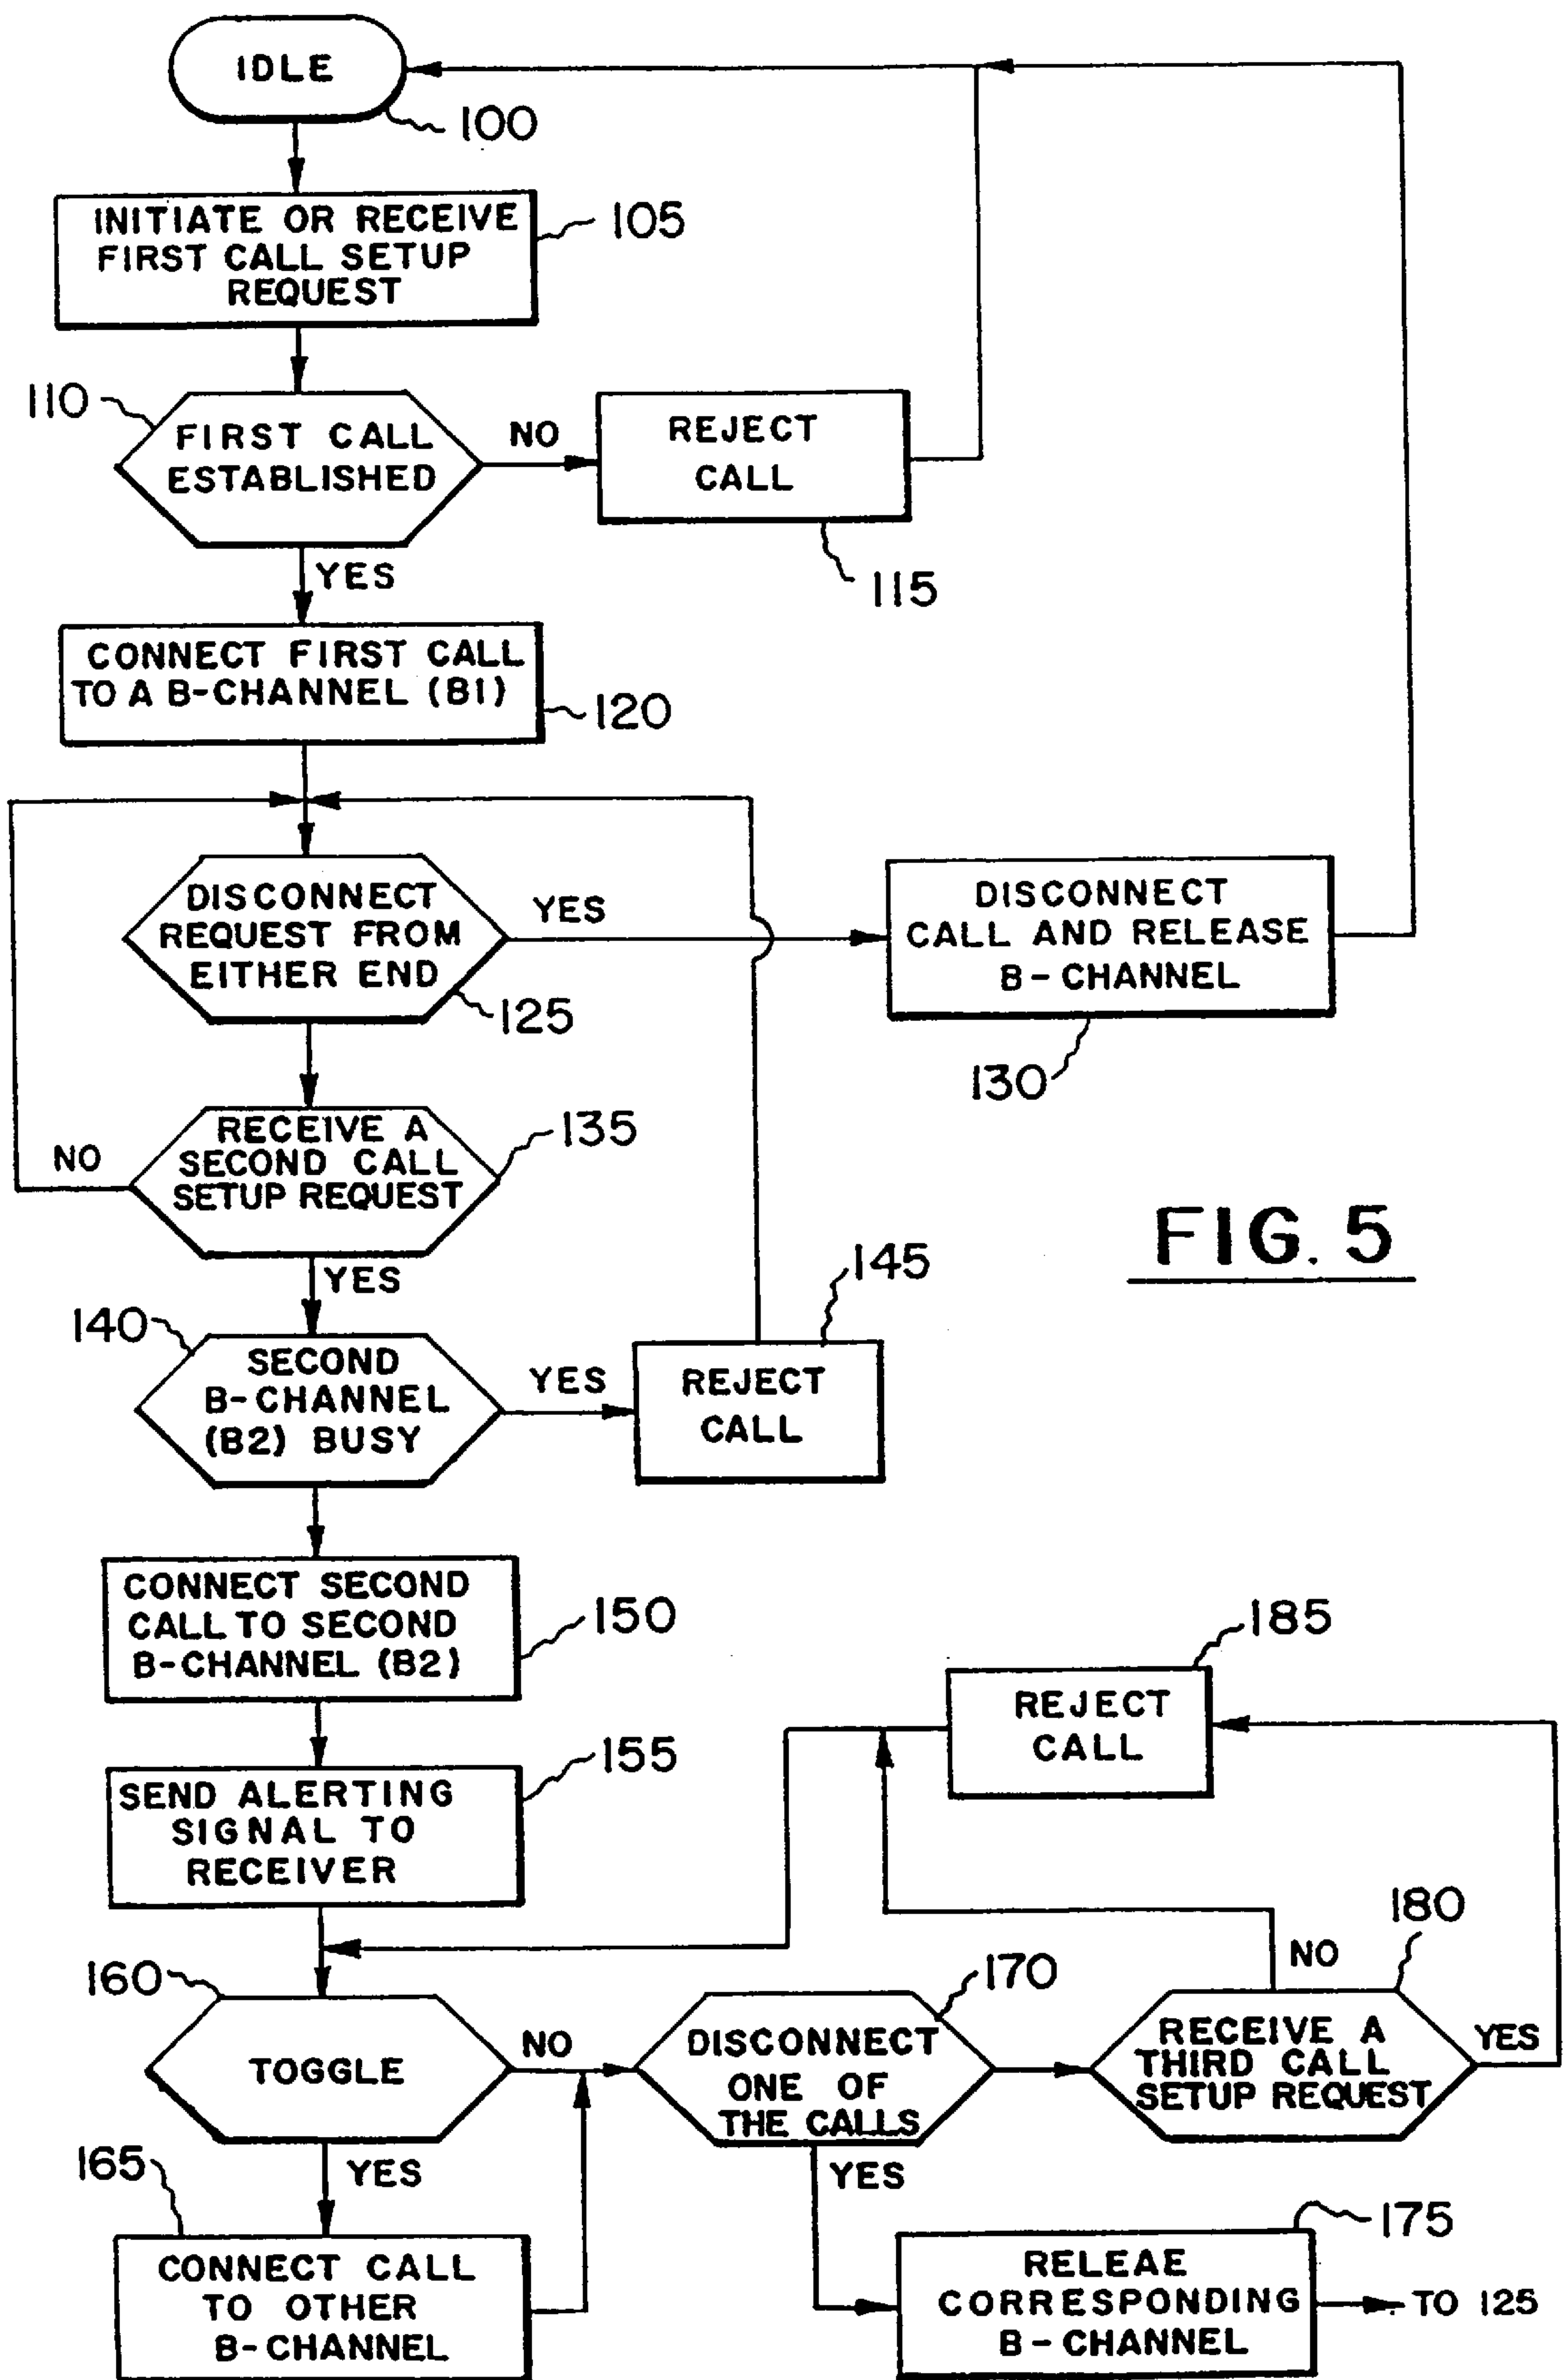 IDLE
100
INITIATE OR RECEIVE
FIRST CALL SETUP
REQUEST
105
110
FIRST CALL
ESTABLISHED
NO
REJECT
CALL
115
YES
CONNECT FIRST CALL
TO A B-CHANNEL (B1)
120
DISCONNECT
REQUEST FROM
EITHER END
125
YES
DISCONNECT
CALL AND RELEASE
B-CHANNEL
130
RECEIVE A
SECOND CALL
SETUP REQUEST
135
NO
YES
FIG. 5
140
SECOND
B-CHANNEL
(B2) BUSY
YES
REJECT
CALL
145
CONNECT SECOND
CALL TO SECOND
B-CHANNEL (B2)
150
SEND ALERTING
SIGNAL TO
RECEIVER
155
185
REJECT
CALL
160
TOGGLE
NO
YES
165
CONNECT CALL
TO OTHER
B-CHANNEL
170
DISCONNECT
ONE OF
THE CALLS
YES
180
NO
RECEIVE A
THIRD CALL
SETUP REQUEST
YES
175
RELEAE
CORRESPONDING
B-CHANNEL
TO 125